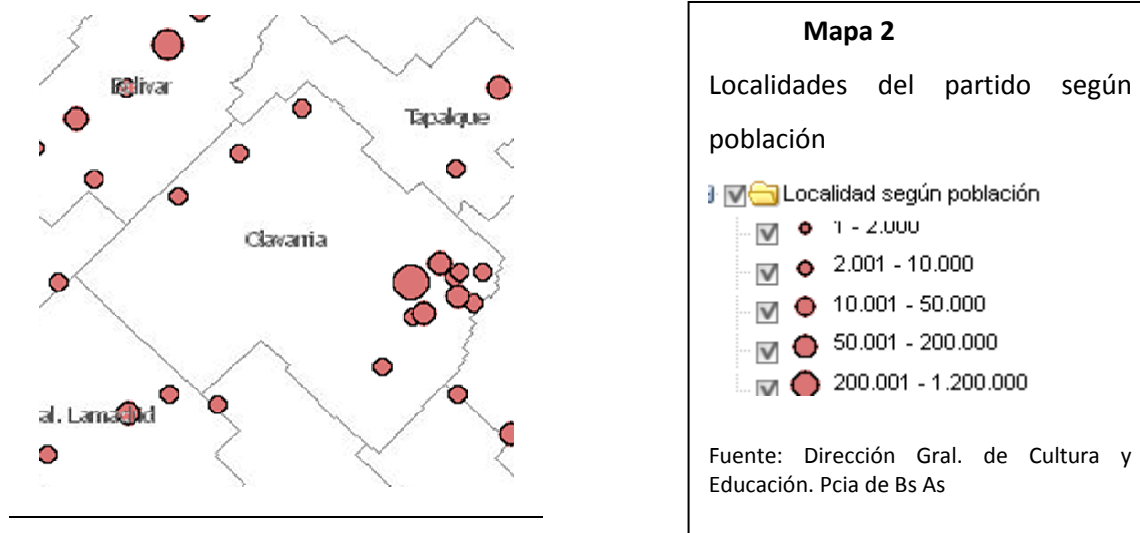 Bolivar
Tapalque
Olavarria
al. Lamadrid
Mapa 2
Localidades del partido según
población
Localidad según población
1 - 2.000
2.001 - 10.000
10.001 - 50.000
50.001 - 200.000
200.001 - 1.200.000
Fuente: Dirección Gral. de Cultura y
Educación. Pcia de Bs As